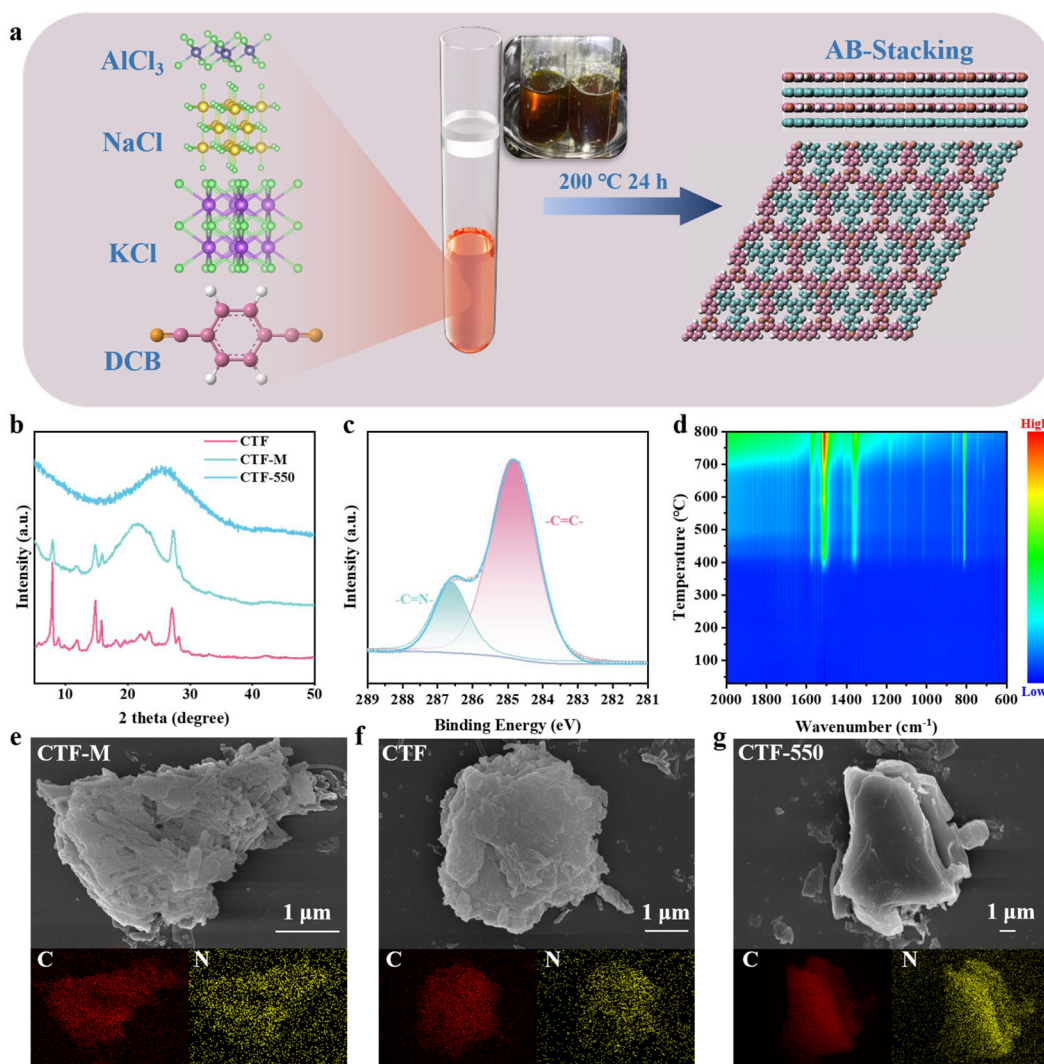 a
AlCl₃
NaCl
KCl
DCB
200 ℃ 24 h
AB-Stacking
b
CTF
CTF-M
CTF-550
Intensity (a.u.)
10 20 30 40 50
2 theta (degree)
c
-C=C-
-C=N-
Intensity (a.u.)
289 288 287 286 285 284 283 282 281
Binding Energy (eV)
d
High
Low
Temperature (℃)
800
700
600
500
400
300
200
100
2000 1800 1600 1400 1200 1000 800 600
Wavenumber (cm⁻¹)
e
CTF-M
1 μm
C
N
f
CTF
1 μm
C
N
g
CTF-550
1 μm
C
N